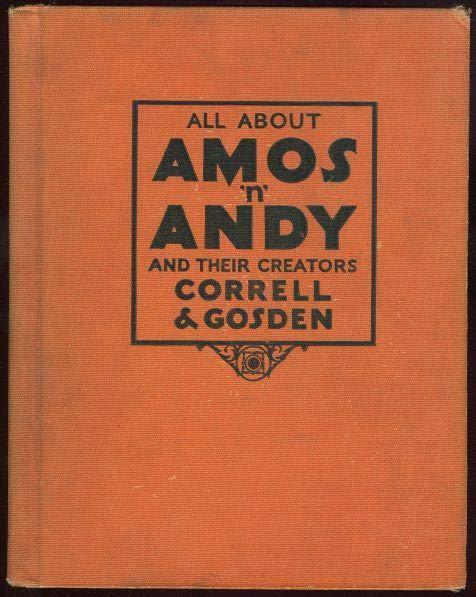 ALL ABOUT
AMOS
'n'
ANDY
AND THEIR CREATORS
CORRELL
& GOSDEN